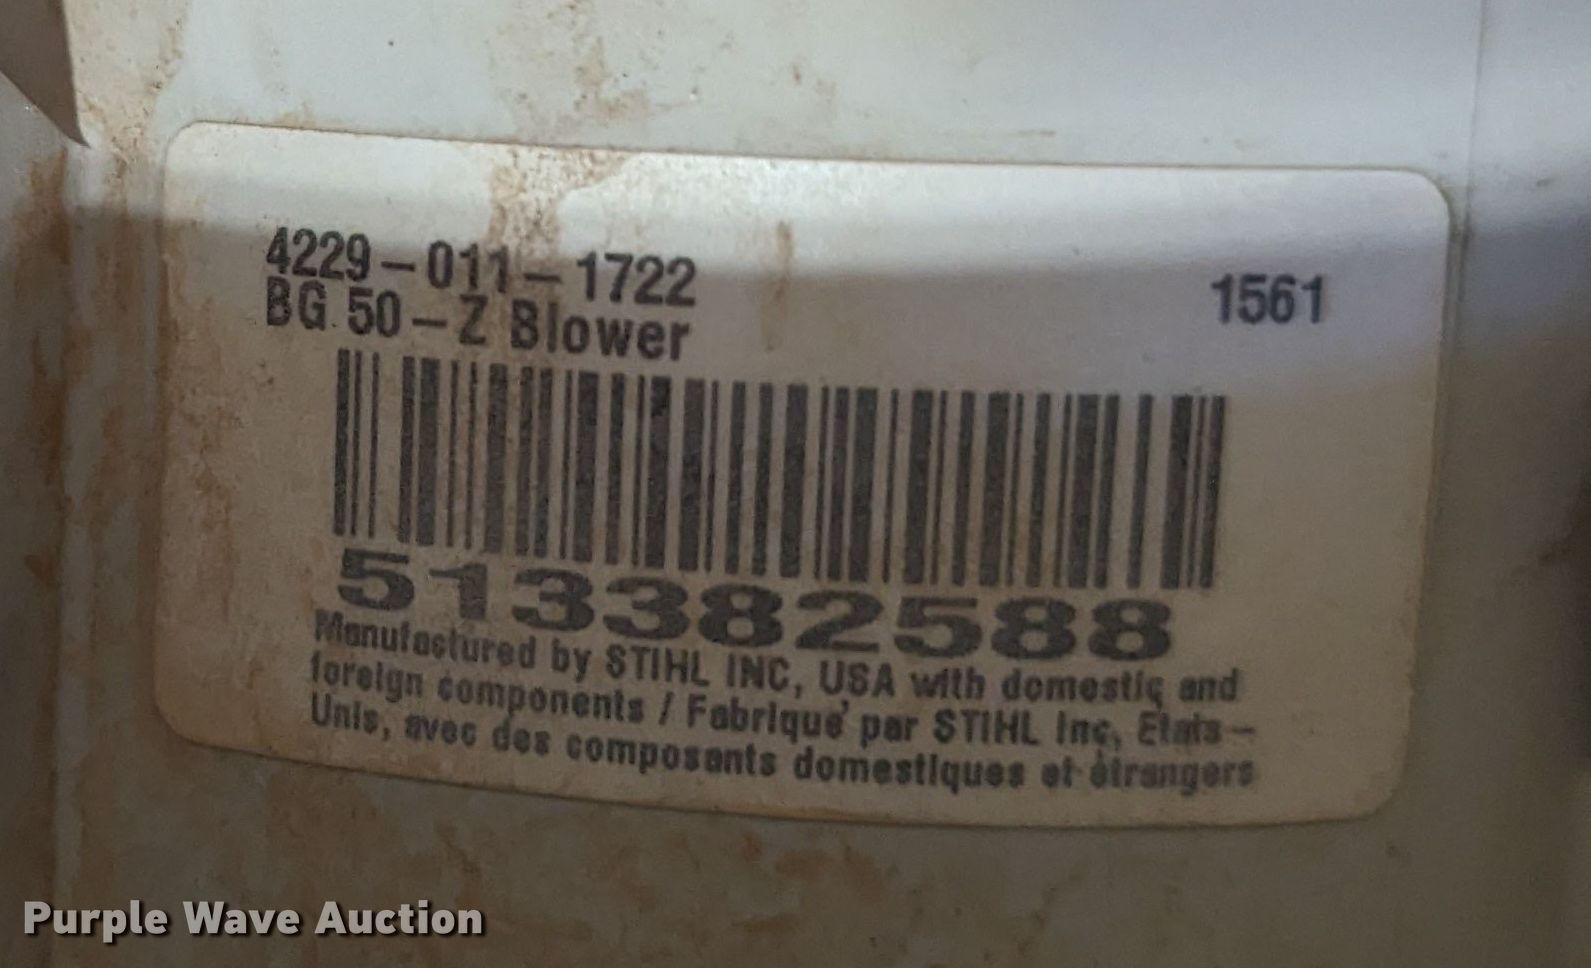 4229-011-1722
1561
BG 50-Z Blower
513382588
Manufactured by STIHL INC, USA with domestic and
foreign components / Fabrique' par STIHL Inc, Etats-
Unis, avec des composants domestiques et étrangers
Purple Wave Auction